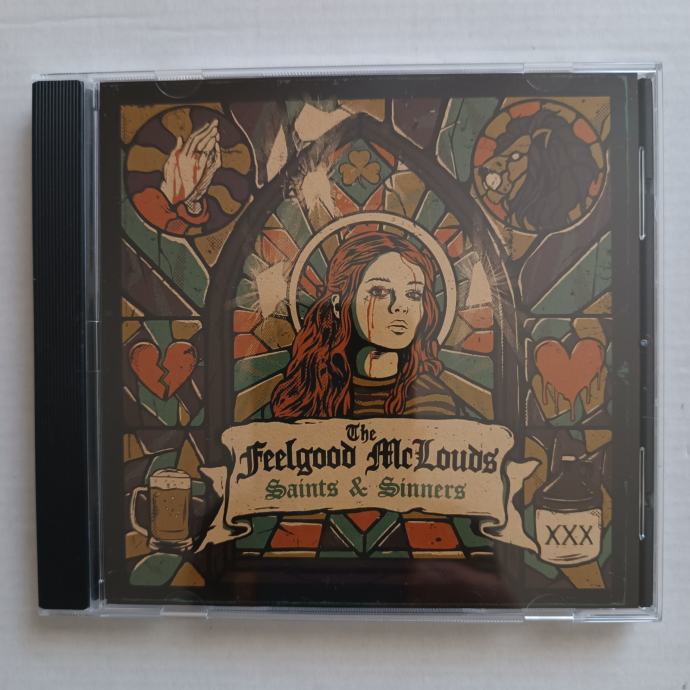 The
Feelgood McLouds
Saints & Sinners
XXX